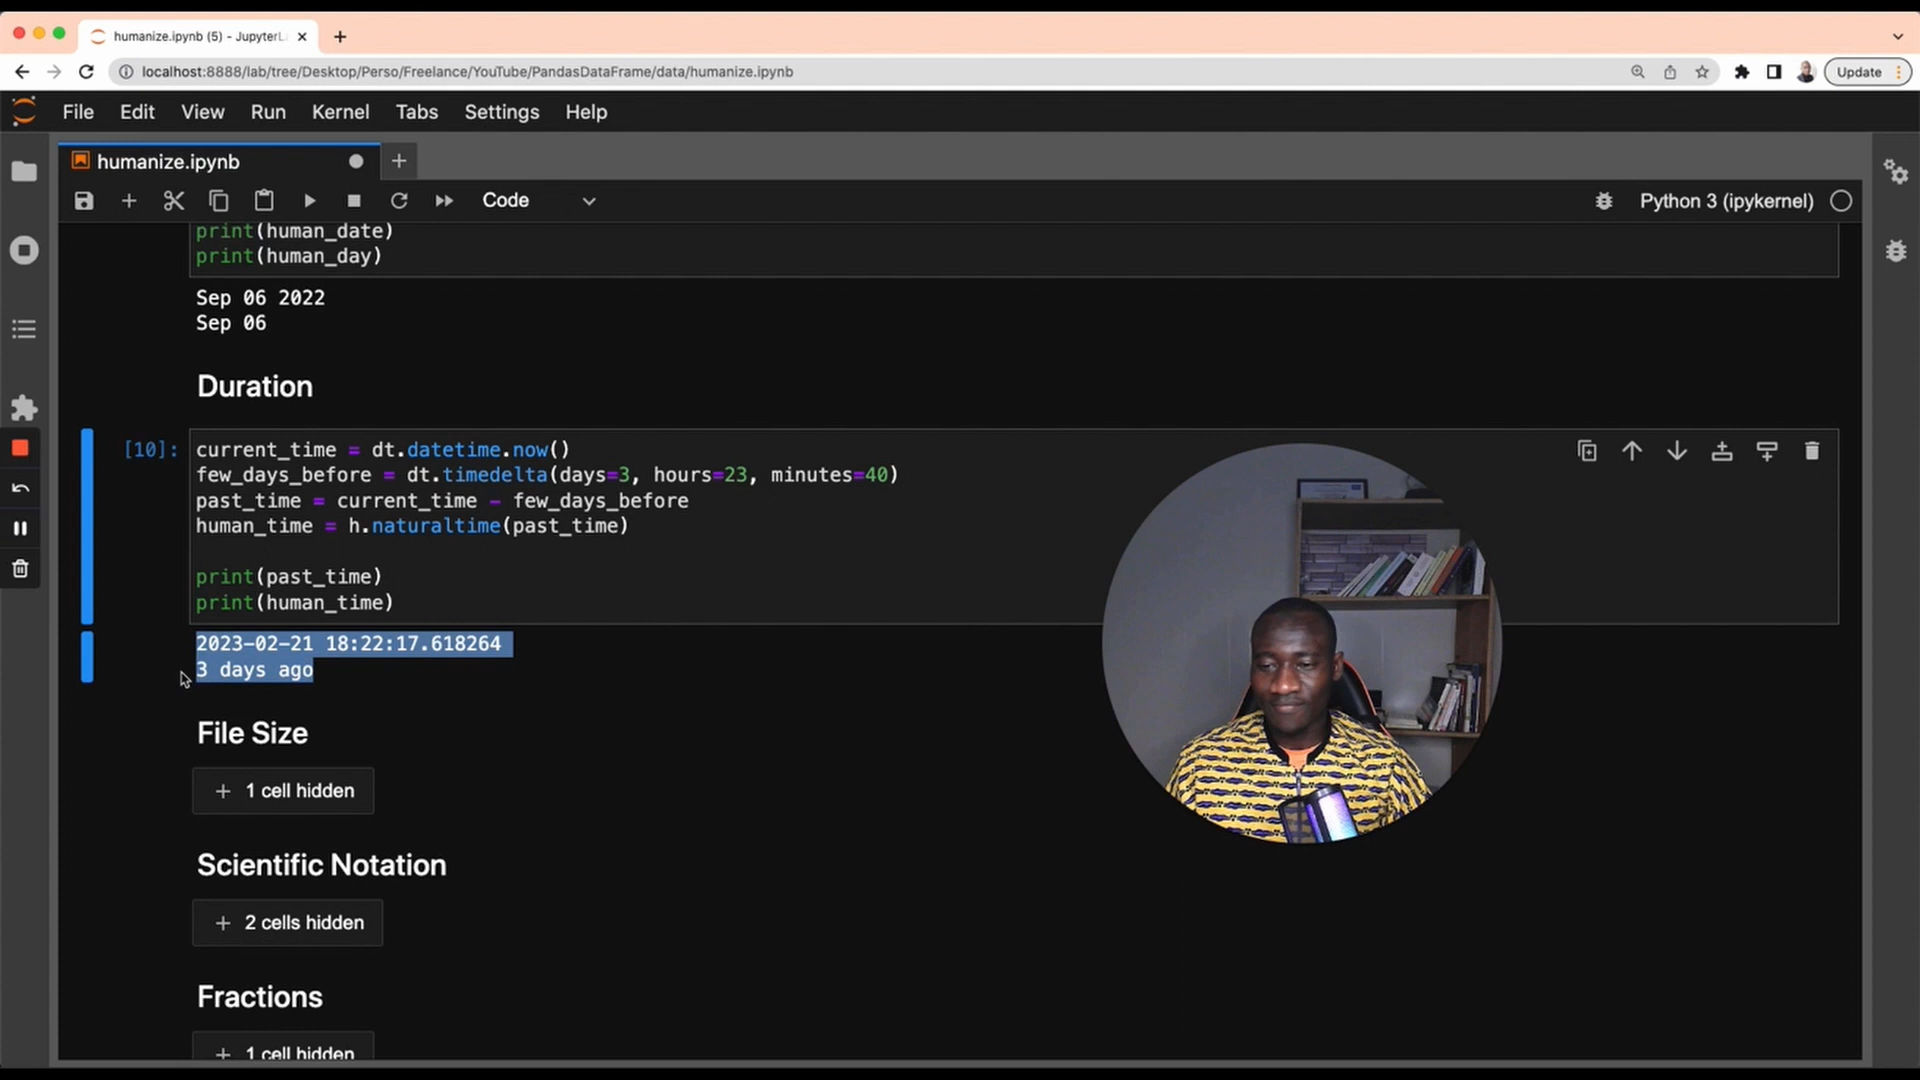 humanize.ipynb (5) - JupyterL
localhost:8888/lab/tree/Desktop/Perso/Freelance/YouTube/PandasDataFrame/data/humanize.ipynb
Update
File Edit View Run Kernel Tabs Settings Help
humanize.ipynb
Code
Python 3 (ipykernel)
print(human_date)
print(human_day)
Sep 06 2022
Sep 06
Duration
[10]:
current_time = dt.datetime.now()
few_days_before = dt.timedelta(days=3, hours=23, minutes=40)
past_time = current_time - few_days_before
human_time = h.naturaltime(past_time)
print(past_time)
print(human_time)
2023-02-21 18:22:17.618264
3 days ago
File Size
+ 1 cell hidden
Scientific Notation
+ 2 cells hidden
Fractions
+ 1 cell hidden